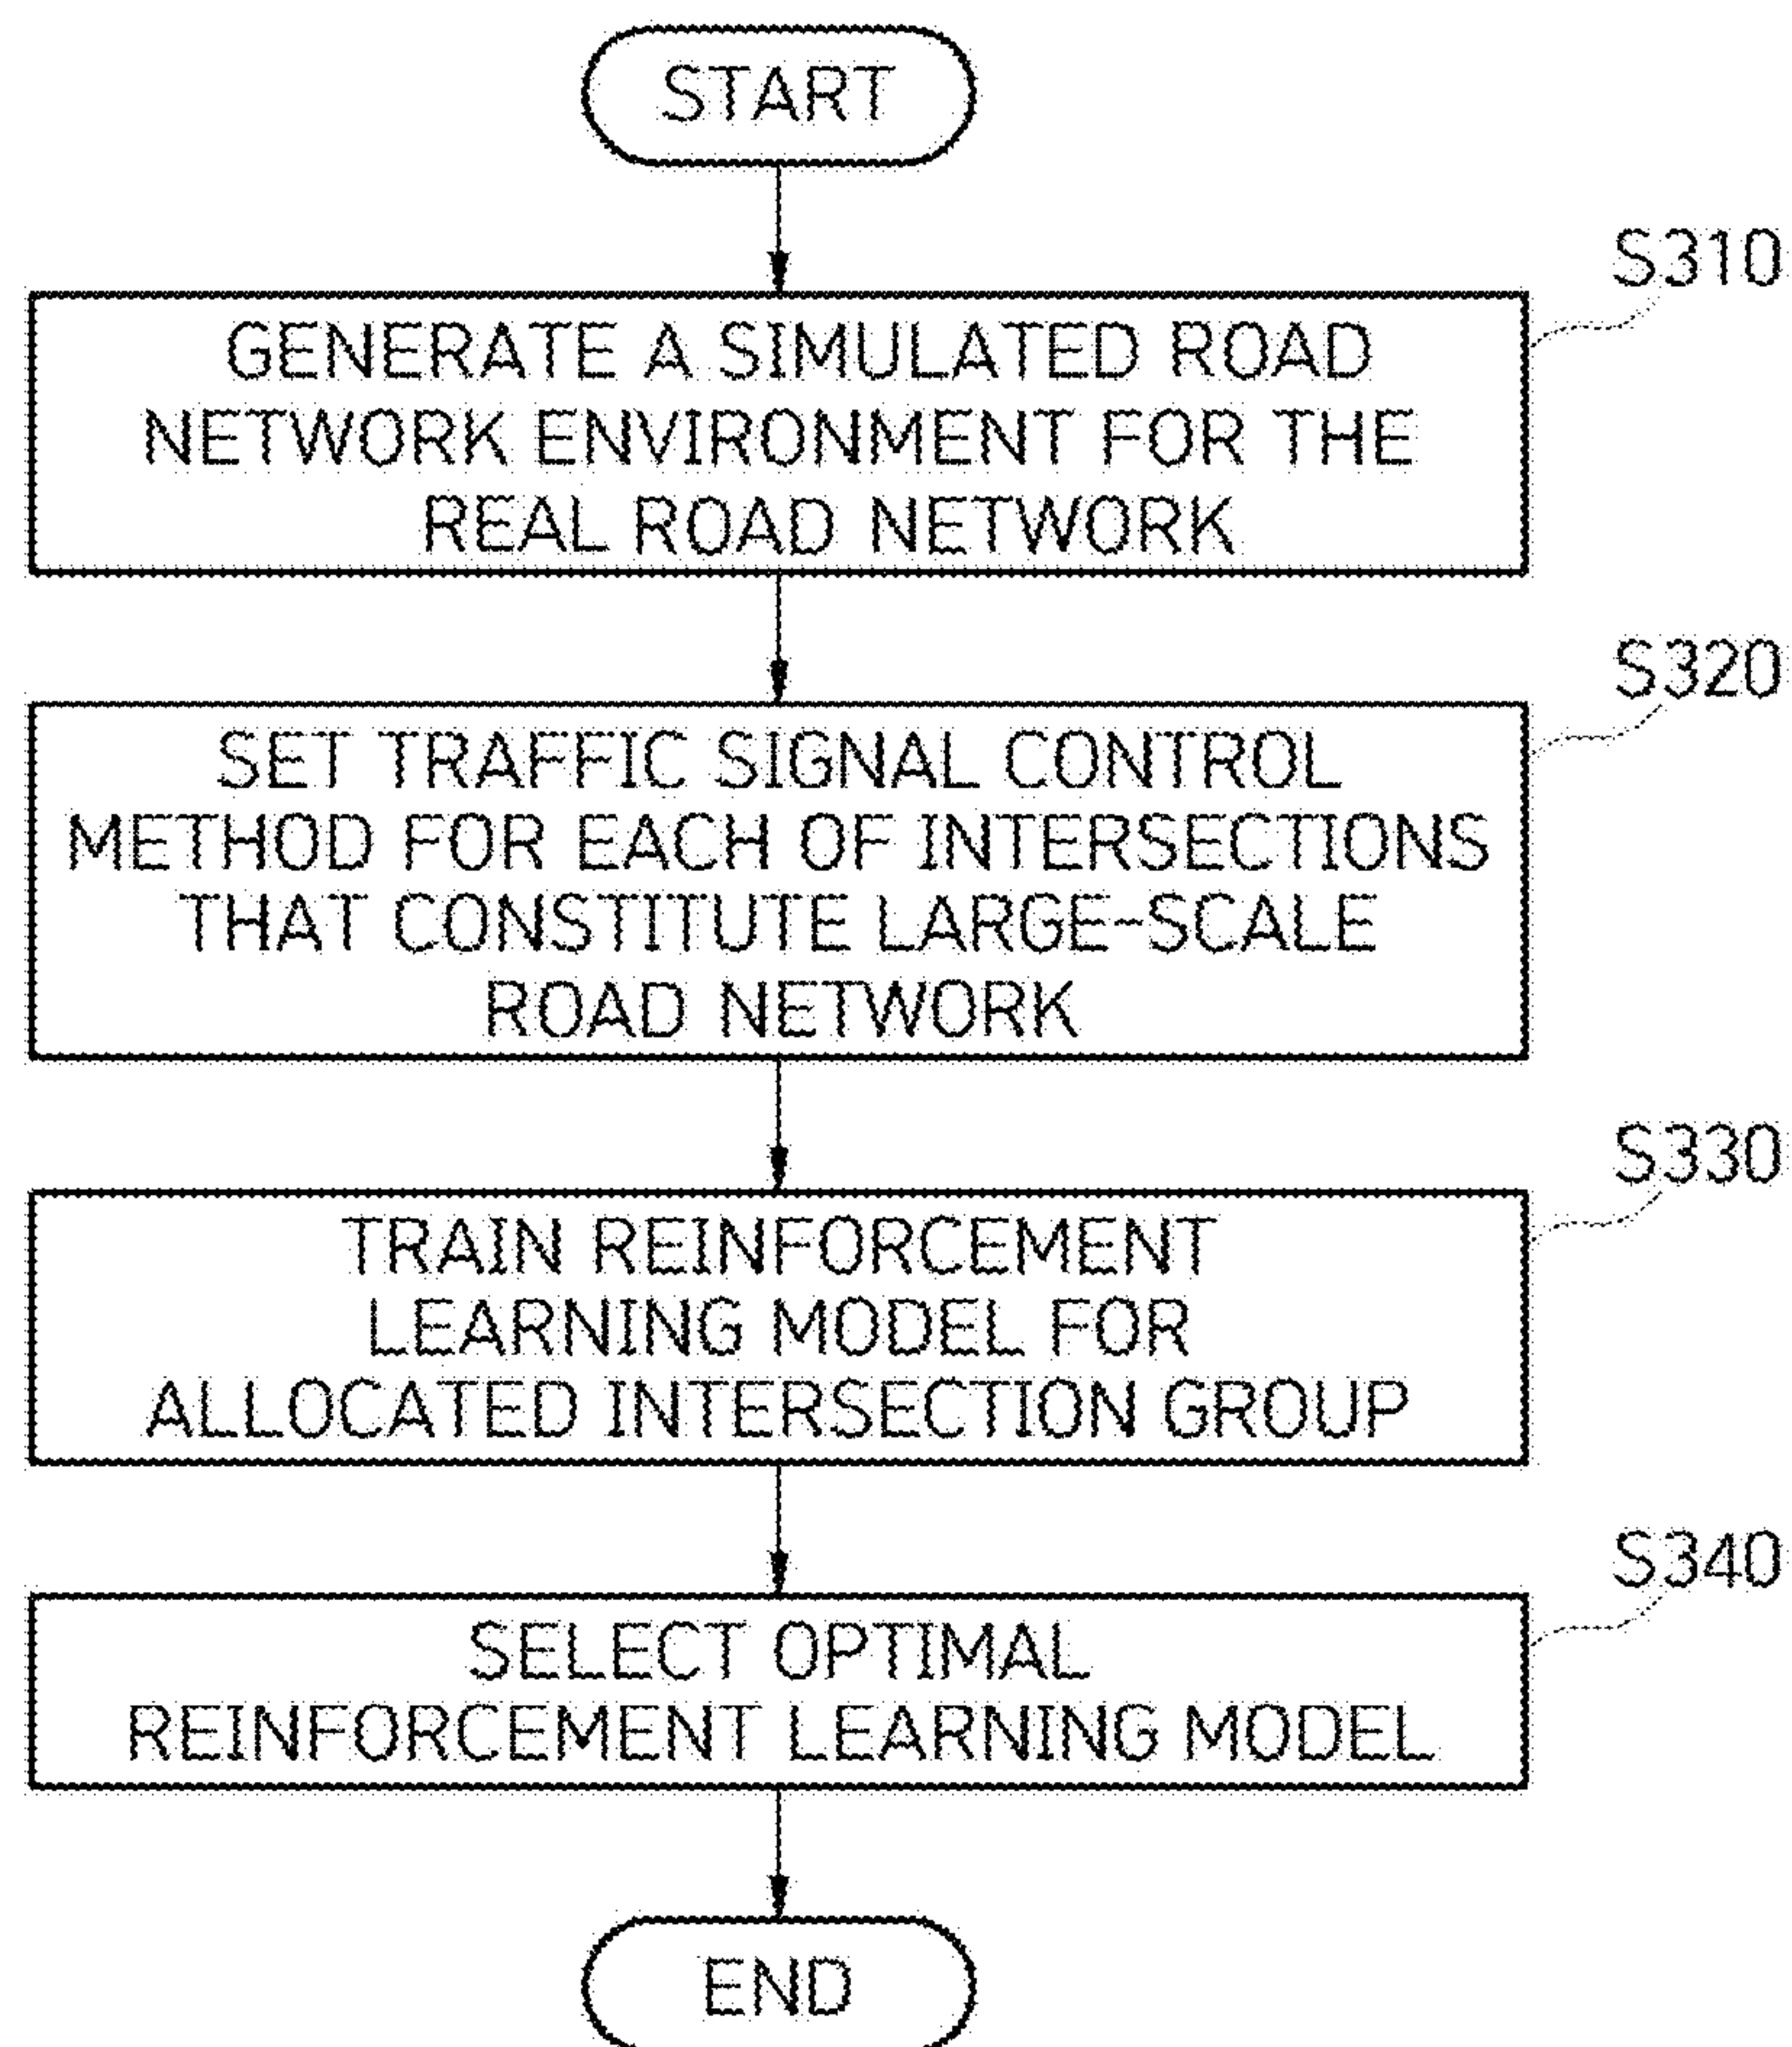 START
S310
GENERATE A SIMULATED ROAD
NETWORK ENVIRONMENT FOR THE
REAL ROAD NETWORK
S320
SET TRAFFIC SIGNAL CONTROL
METHOD FOR EACH OF INTERSECTIONS
THAT CONSTITUTE LARGE-SCALE
ROAD NETWORK
S330
TRAIN REINFORCEMENT
LEARNING MODEL FOR
ALLOCATED INTERSECTION GROUP
S340
SELECT OPTIMAL
REINFORCEMENT LEARNING MODEL
END